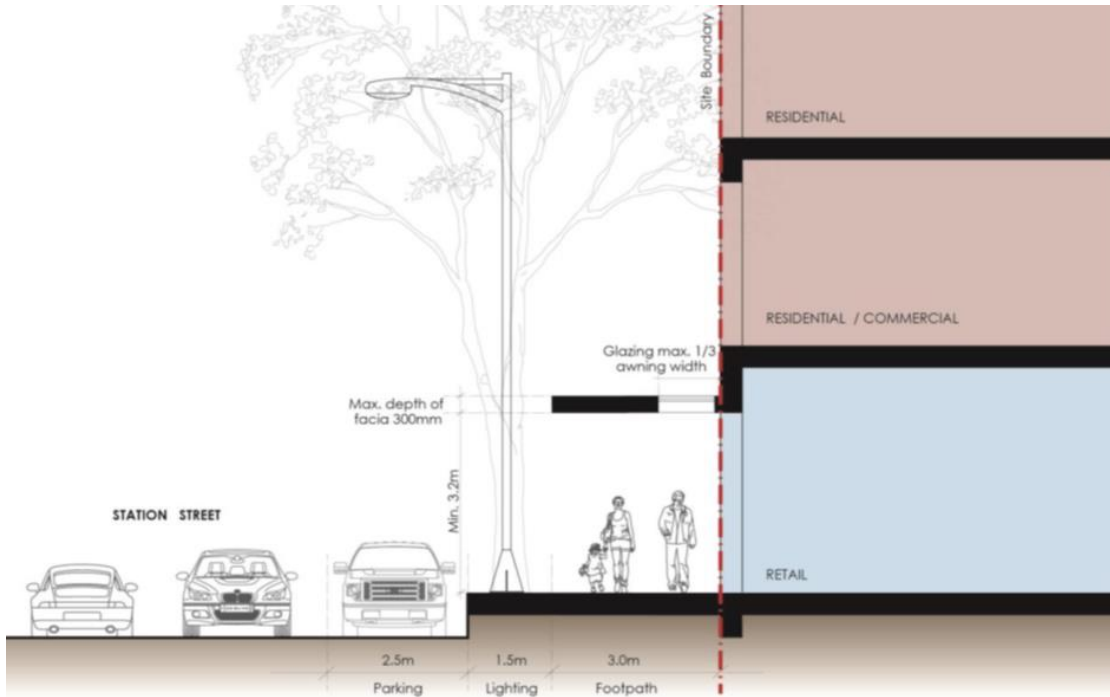 Site Boundary
RESIDENTIAL
RESIDENTIAL / COMMERCIAL
Glazing max. 1/3
awning width
Max. depth of
facia 300mm
Min. 3.2m
STATION STREET
RETAIL
2.5m 1.5m 3.0m
Parking Lighting Footpath